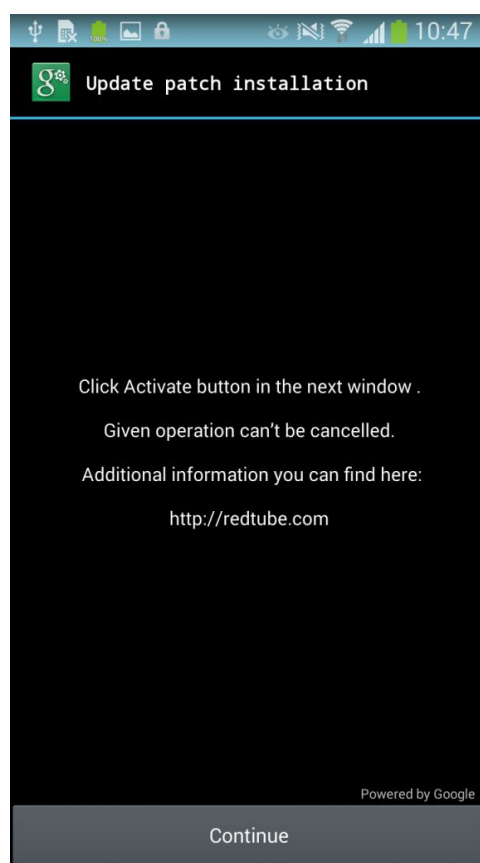 100%
10:47
g
Update patch installation
Click Activate button in the next window .
Given operation can't be cancelled.
Additional information you can find here:
http://redtube.com
Powered by Google
Continue